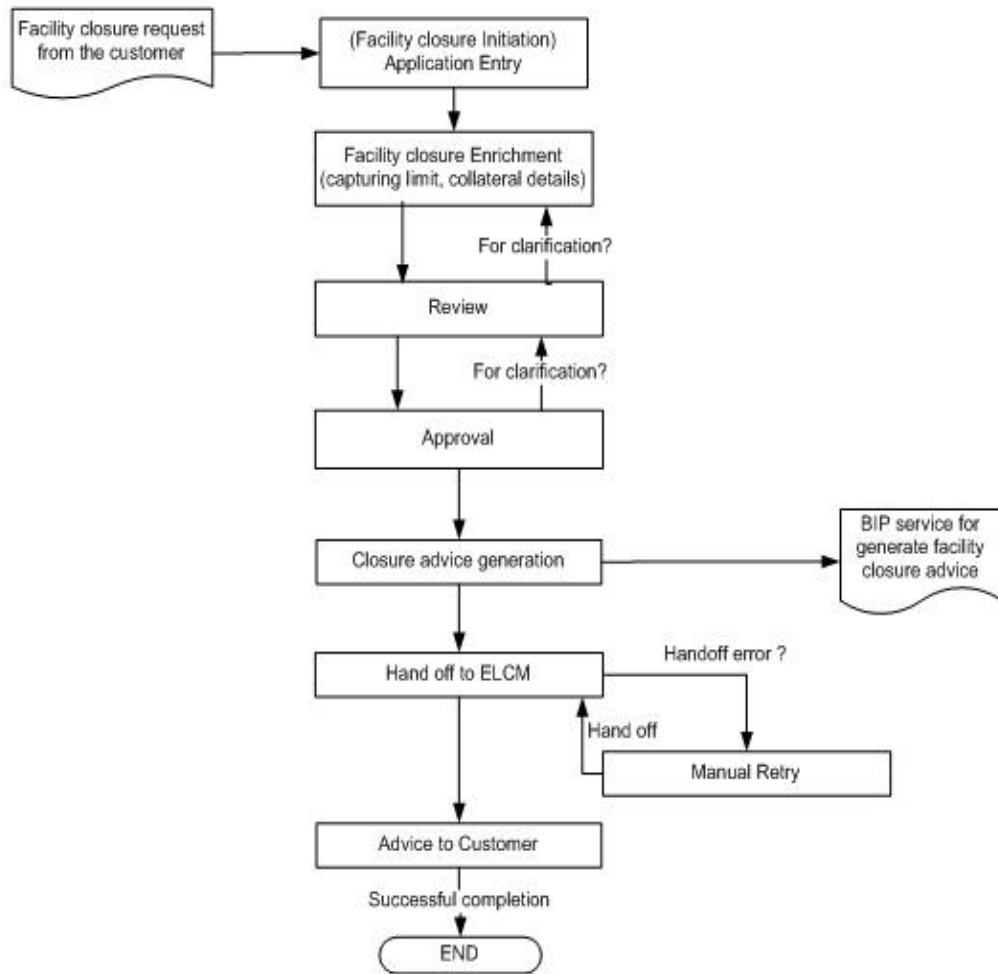 Facility closure request
from the customer
(Facility closure Initiation)
Application Entry
Facility closure Enrichment
(capturing limit, collateral details)
For clarification?
Review
For clarification?
Approval
Closure advice generation
BIP service for
generate facility
closure advice
Hand off to ELCM
Handoff error ?
Hand off
Manual Retry
Advice to Customer
Successful completion
END